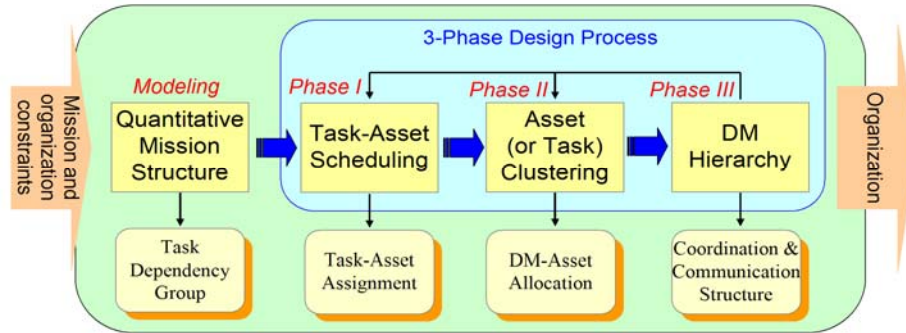 3-Phase Design Process
Mission and
organization
constraints
Modeling
Quantitative
Mission
Structure
Phase I
Task-Asset
Scheduling
Phase II
Asset
(or Task)
Clustering
Phase III
DM
Hierarchy
Organization
Task
Dependency
Group
Task-Asset
Assignment
DM-Asset
Allocation
Coordination &
Communication
Structure